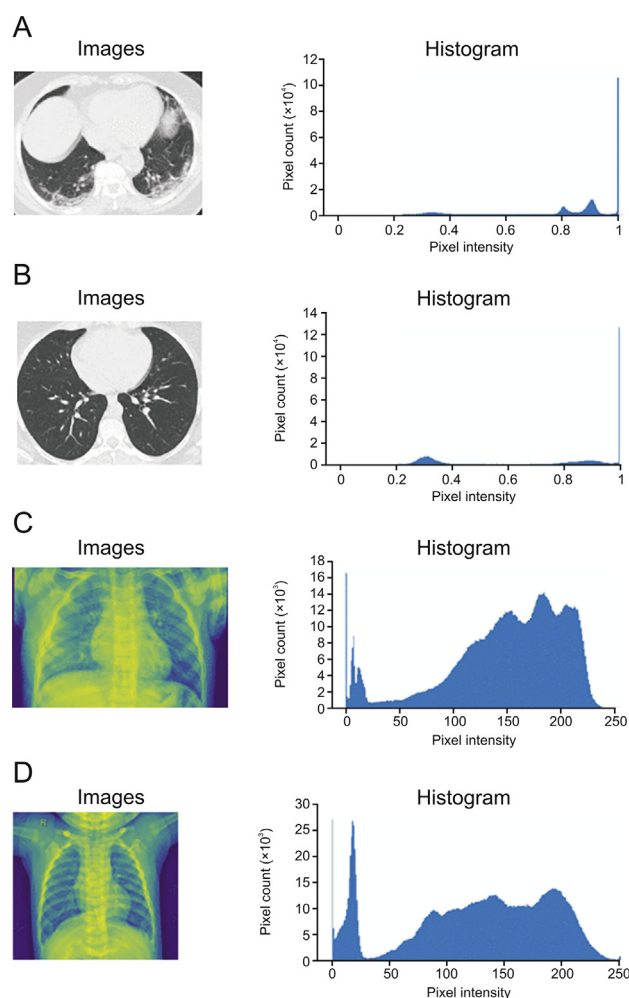 A
Images
Histogram
Pixel count (×10⁴)
12
10
8
6
4
2
0
0 0.2 0.4 0.6 0.8 1
Pixel intensity
B
Images
Histogram
Pixel count (×10⁴)
14
12
10
8
6
4
2
0
0 0.2 0.4 0.6 0.8 1
Pixel intensity
C
Images
Histogram
Pixel count (×10³)
18
16
14
12
10
8
6
4
2
0
0 50 100 150 200 250
Pixel intensity
D
Images
Histogram
R
Pixel count (×10³)
30
25
20
15
10
5
0
0 50 100 150 200 250
Pixel intensity